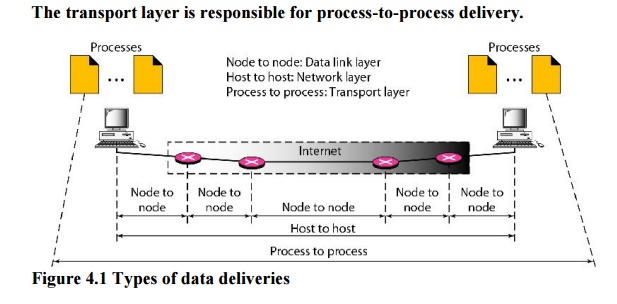 The transport layer is responsible for process-to-process delivery.
Processes
Processes
Node to node: Data link layer
Host to host: Network layer
Process to process: Transport layer
...
...
Internet
Node to
node
Node to
node
Node to node
Node to
node
Node to
node
Host to host
Process to process
Figure 4.1 Types of data deliveries